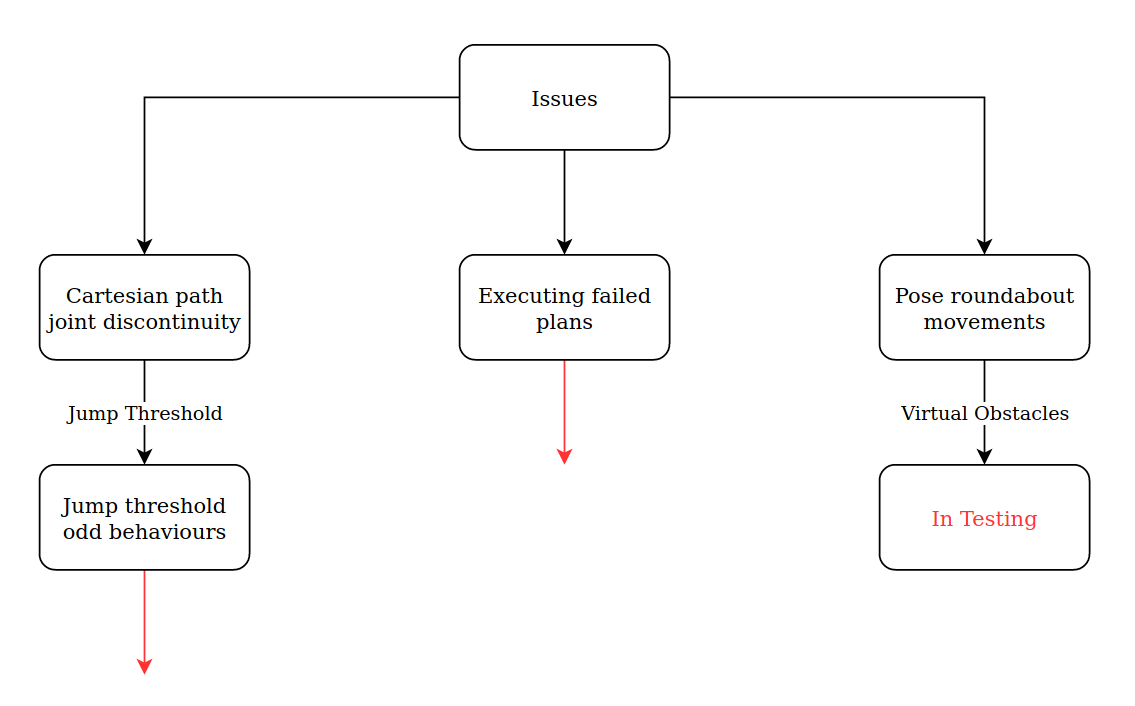 Issues
Cartesian path
joint discontinuity
Executing failed
plans
Pose roundabout
movements
Jump Threshold
Virtual Obstacles
Jump threshold
odd behaviours
In Testing